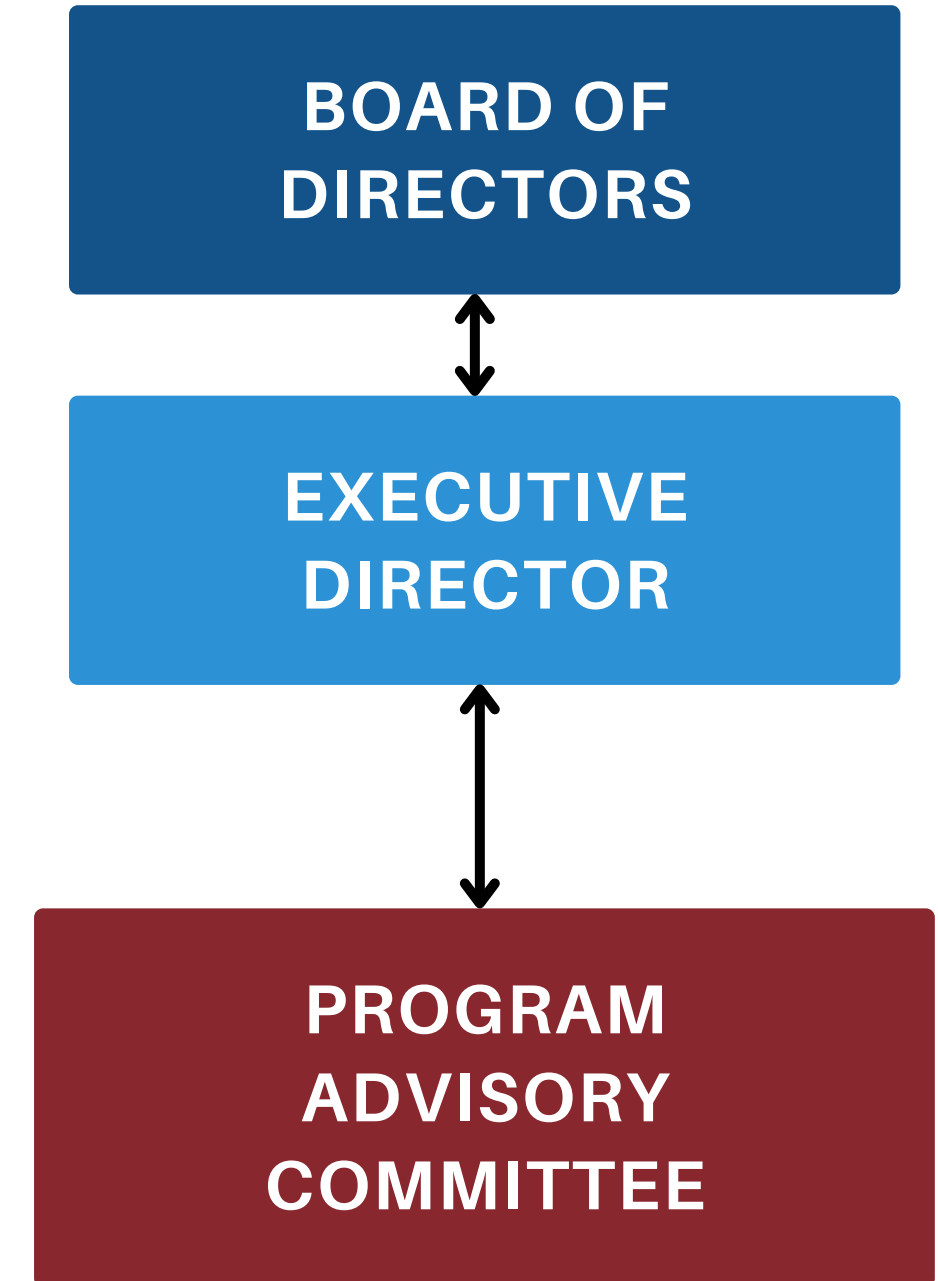 BOARD OF
DIRECTORS
EXECUTIVE
DIRECTOR
PROGRAM
ADVISORY
COMMITTEE